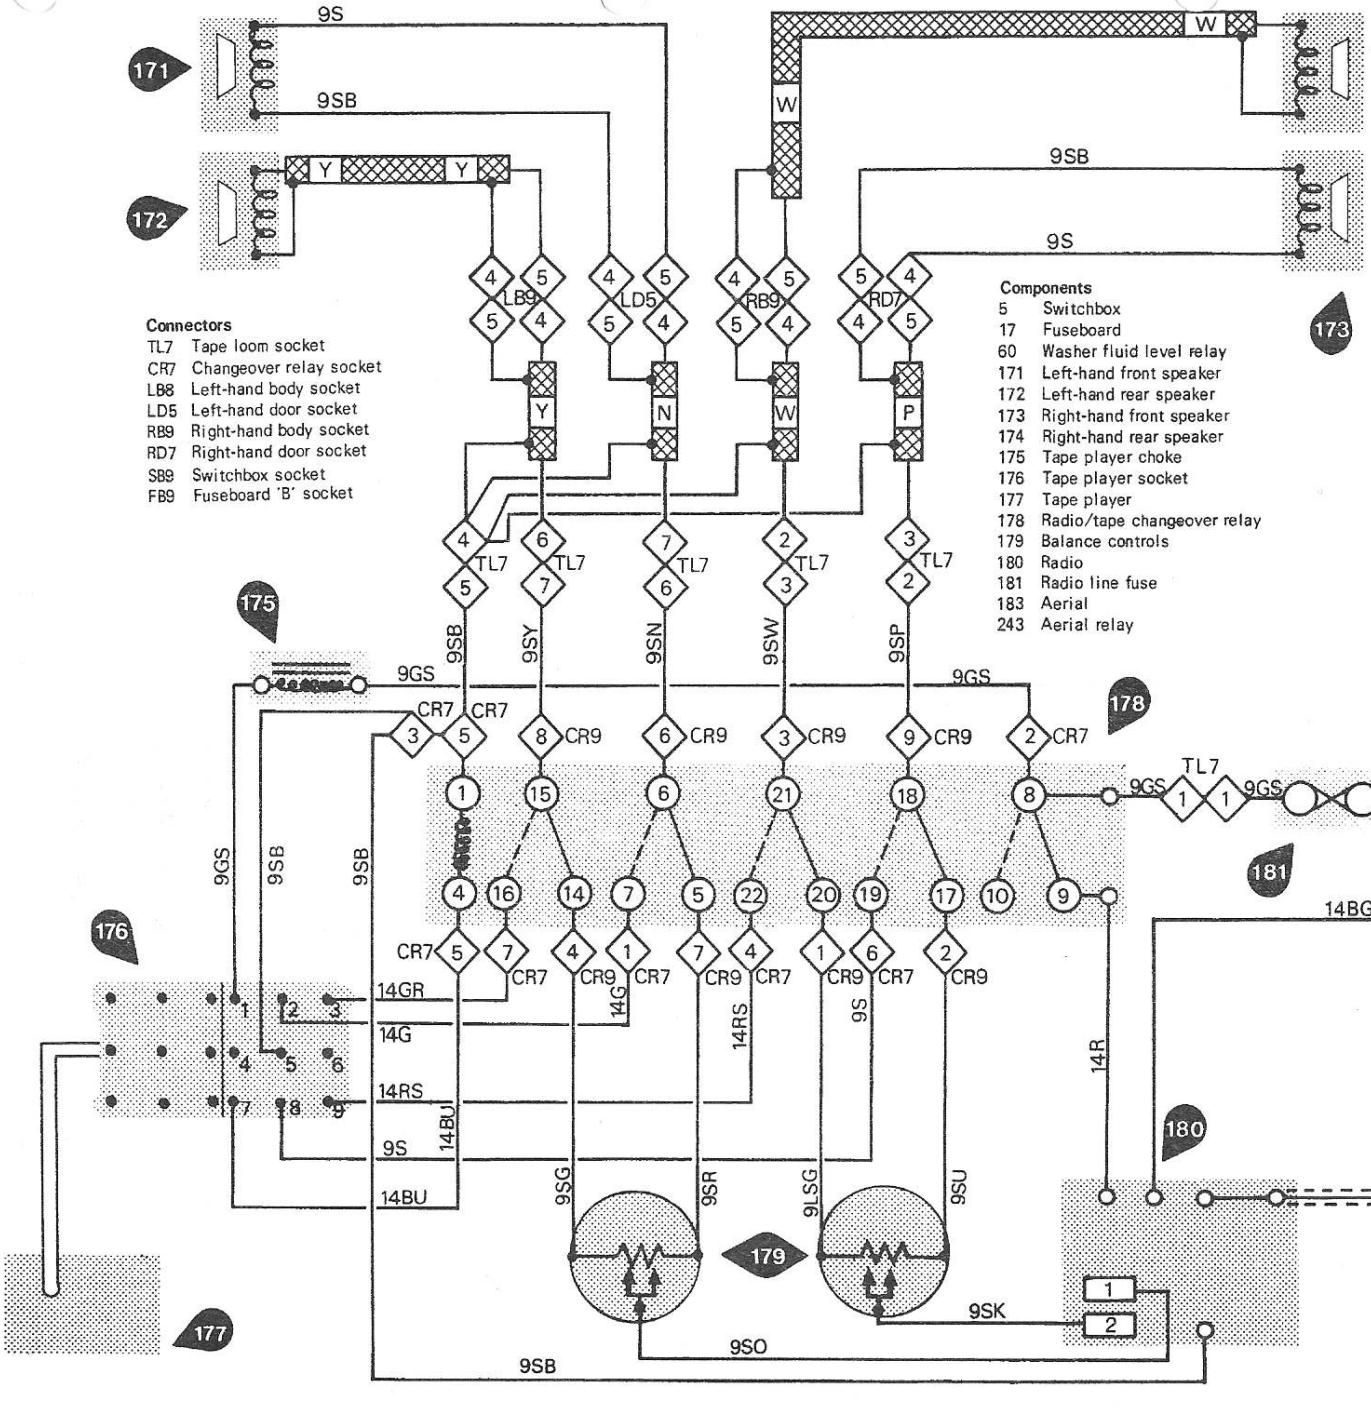 9S
W
171
9SB
W
Y
Y
9SB
172
9S
4
5
4
5
4
5
5
4
LB9
LD5
RB9
RD7
5
4
5
4
5
4
4
5
Connectors
TL7 Tape loom socket
CR7 Changeover relay socket
LB8 Left-hand body socket
LD5 Left-hand door socket
RB9 Right-hand body socket
RD7 Right-hand door socket
SB9 Switchbox socket
FB9 Fuseboard 'B' socket
Components
5 Switchbox
17 Fuseboard
60 Washer fluid level relay
171 Left-hand front speaker
172 Left-hand rear speaker
173 Right-hand front speaker
174 Right-hand rear speaker
175 Tape player choke
176 Tape player socket
177 Tape player
178 Radio/tape changeover relay
179 Balance controls
180 Radio
181 Radio line fuse
183 Aerial
243 Aerial relay
173
Y
N
W
P
4
6
7
2
3
TL7
TL7
TL7
TL7
TL7
5
7
6
3
2
175
9SB
9SY
9SN
9SW
9SP
9GS
9GS
178
CR7
CR7
3
5
8
CR9
6
CR9
3
CR9
9
CR9
2
CR7
TL7
1
15
6
21
18
8
9GS
1
1
9GS
9GS
9SB
9SB
181
4
16
14
7
5
22
20
19
17
10
9
14BG
176
CR7
5
7
4
1
7
4
1
6
2
CR7
CR9
CR7
CR9
CR7
CR9
CR7
CR9
1
2
3
14GR
14G
14RS
9S
14G
4
5
6
14R
7
8
9
14RS
14BU
180
9S
14BU
9SG
9SR
9LSG
9SU
179
1
9SK
2
177
9SO
9SB